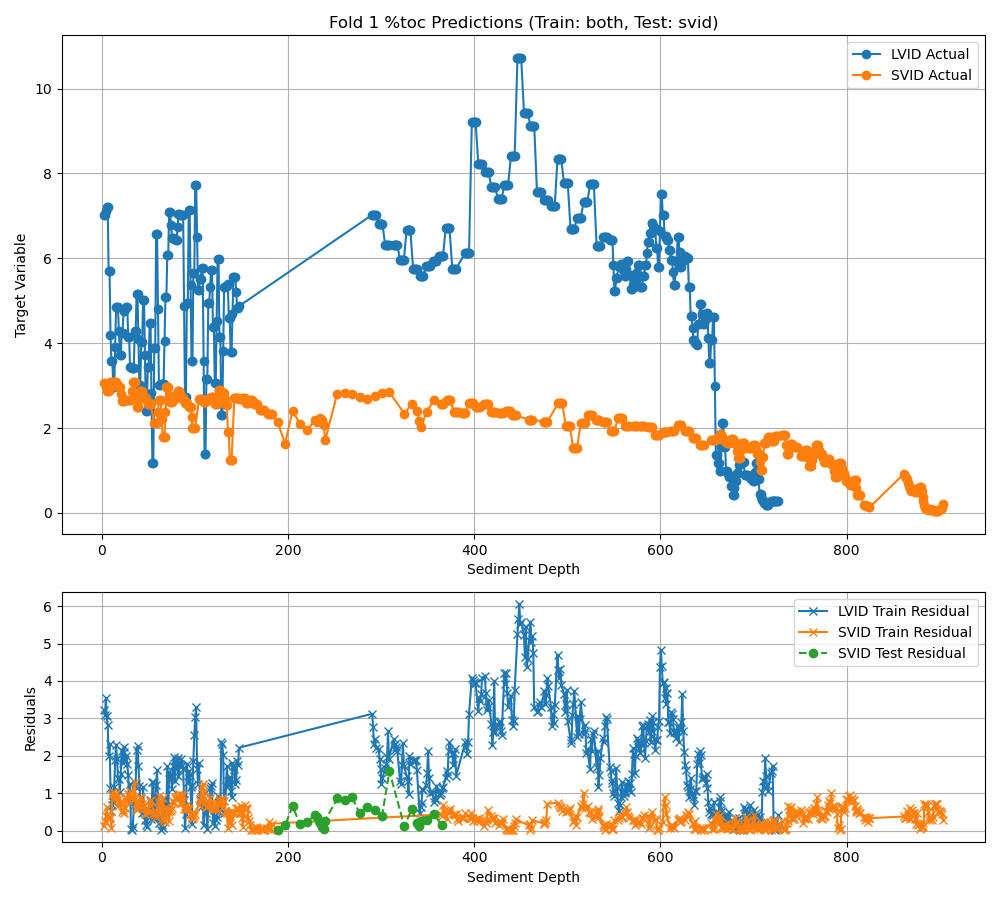 Fold 1 %toc Predictions (Train: both, Test: svid)
LVID Actual
SVID Actual
Target Variable
10
8
6
4
2
0
0 200 400 600 800
Sediment Depth
LVID Train Residual
SVID Train Residual
SVID Test Residual
Residuals
6
5
4
3
2
1
0
0 200 400 600 800
Sediment Depth